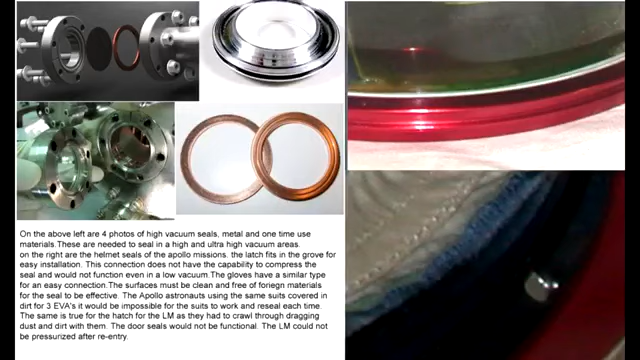 On the above left are 4 photos of high vacuum seals, metal and one time use
materials.These are needed to seal in a high and ultra high vacuum areas.
on the right are the helmet seals of the apollo missions. the latch fits in the grove for
easy installation. This connection does not have the capability to compress the
seal and would not function even in a low vacuum.The gloves have a similar type
for an easy connection.The surfaces must be clean and free of foriegn materials
for the seal to be effective. The Apollo astronauts using the same suits covered in
dirt for 3 EVA's it would be impossible for the suits to work and reseal each time.
The same is true for the hatch for the LM as they had to crawl through dragging
dust and dirt with them. The door seals would not be functional. The LM could not
be pressurized after re-entry.